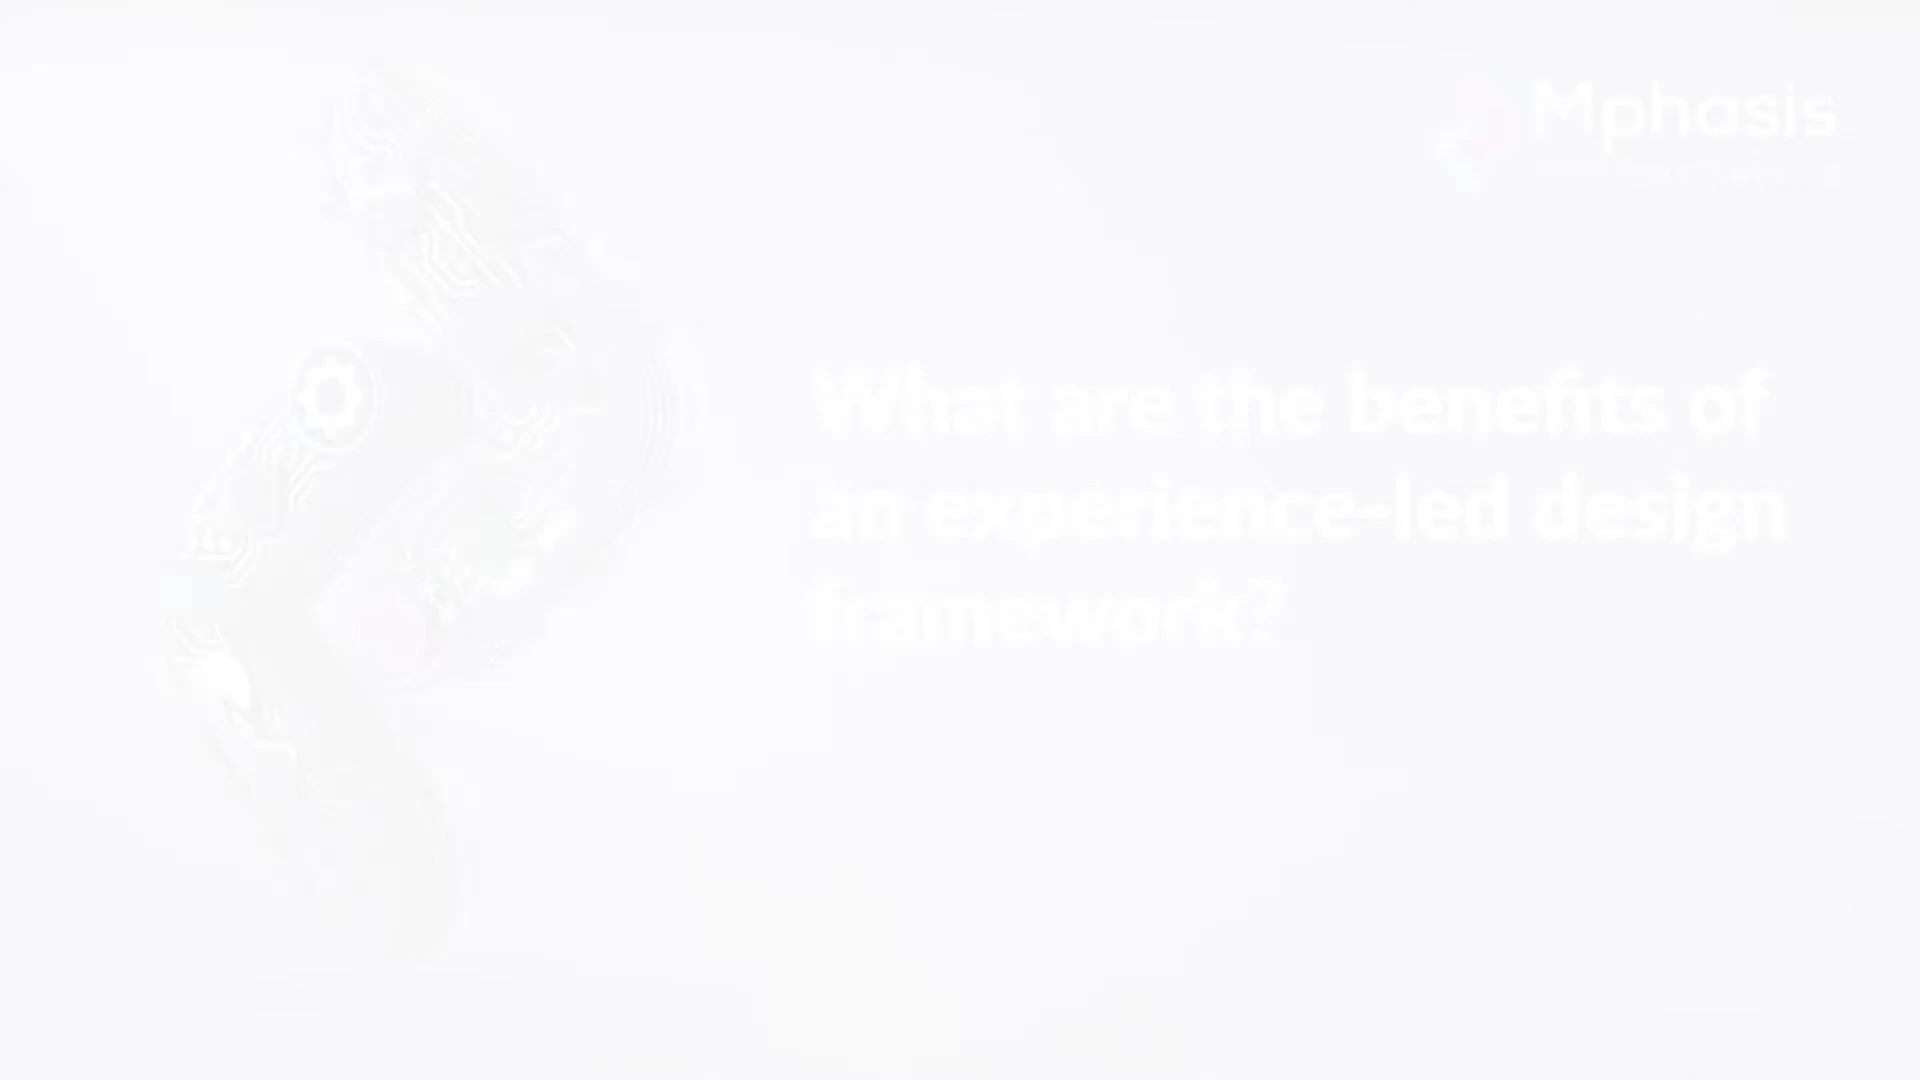 Mphasis
What are the benefits of
an experience-led design
framework?